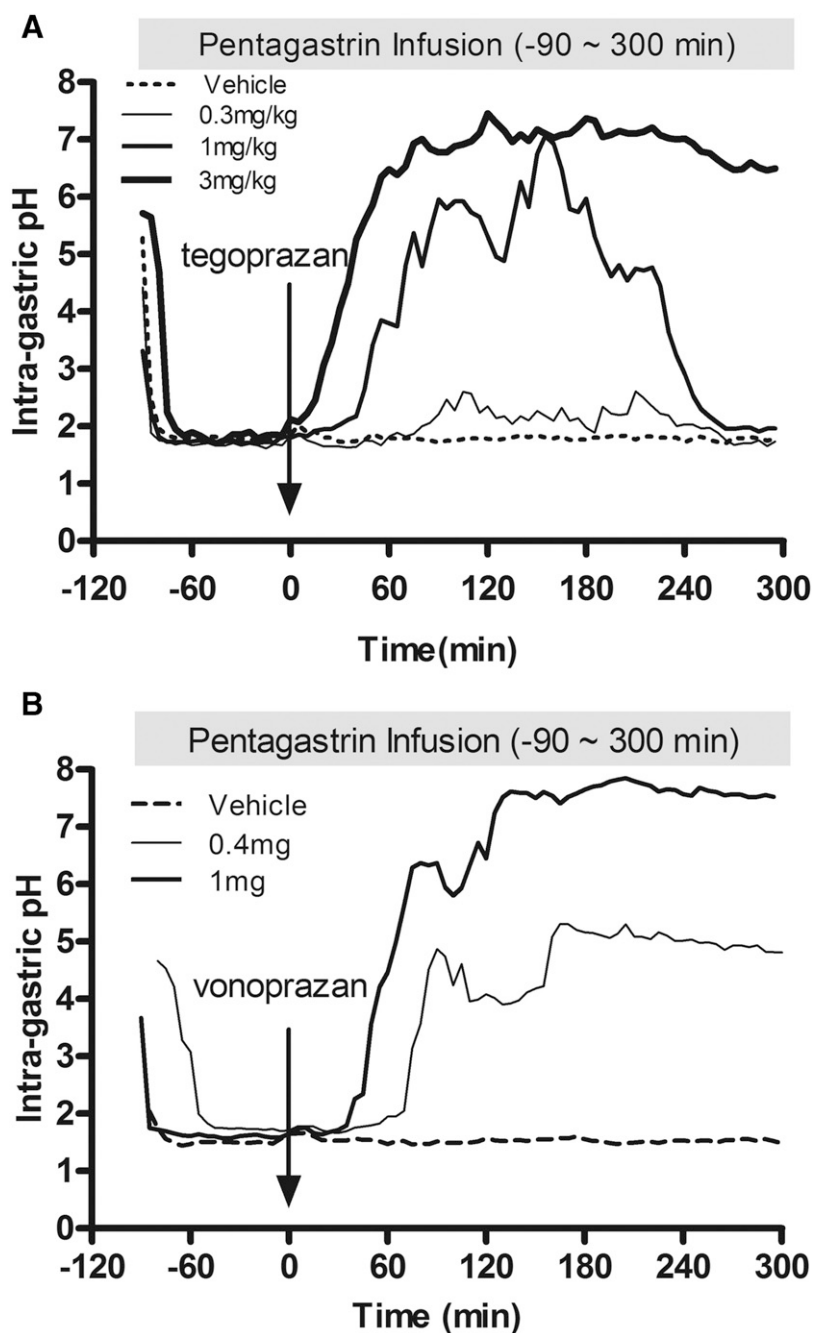 A
Pentagastrin Infusion (-90 ~ 300 min)
8
7
6
5
4
3
2
1
0
Intra-gastric pH
Vehicle
0.3mg/kg
1mg/kg
3mg/kg
tegoprazan
-120 -60 0 60 120 180 240 300
Time(min)
B
Pentagastrin Infusion (-90 ~ 300 min)
8
7
6
5
4
3
2
1
0
Intra-gastric pH
Vehicle
0.4mg
1mg
vonoprazan
-120 -60 0 60 120 180 240 300
Time (min)